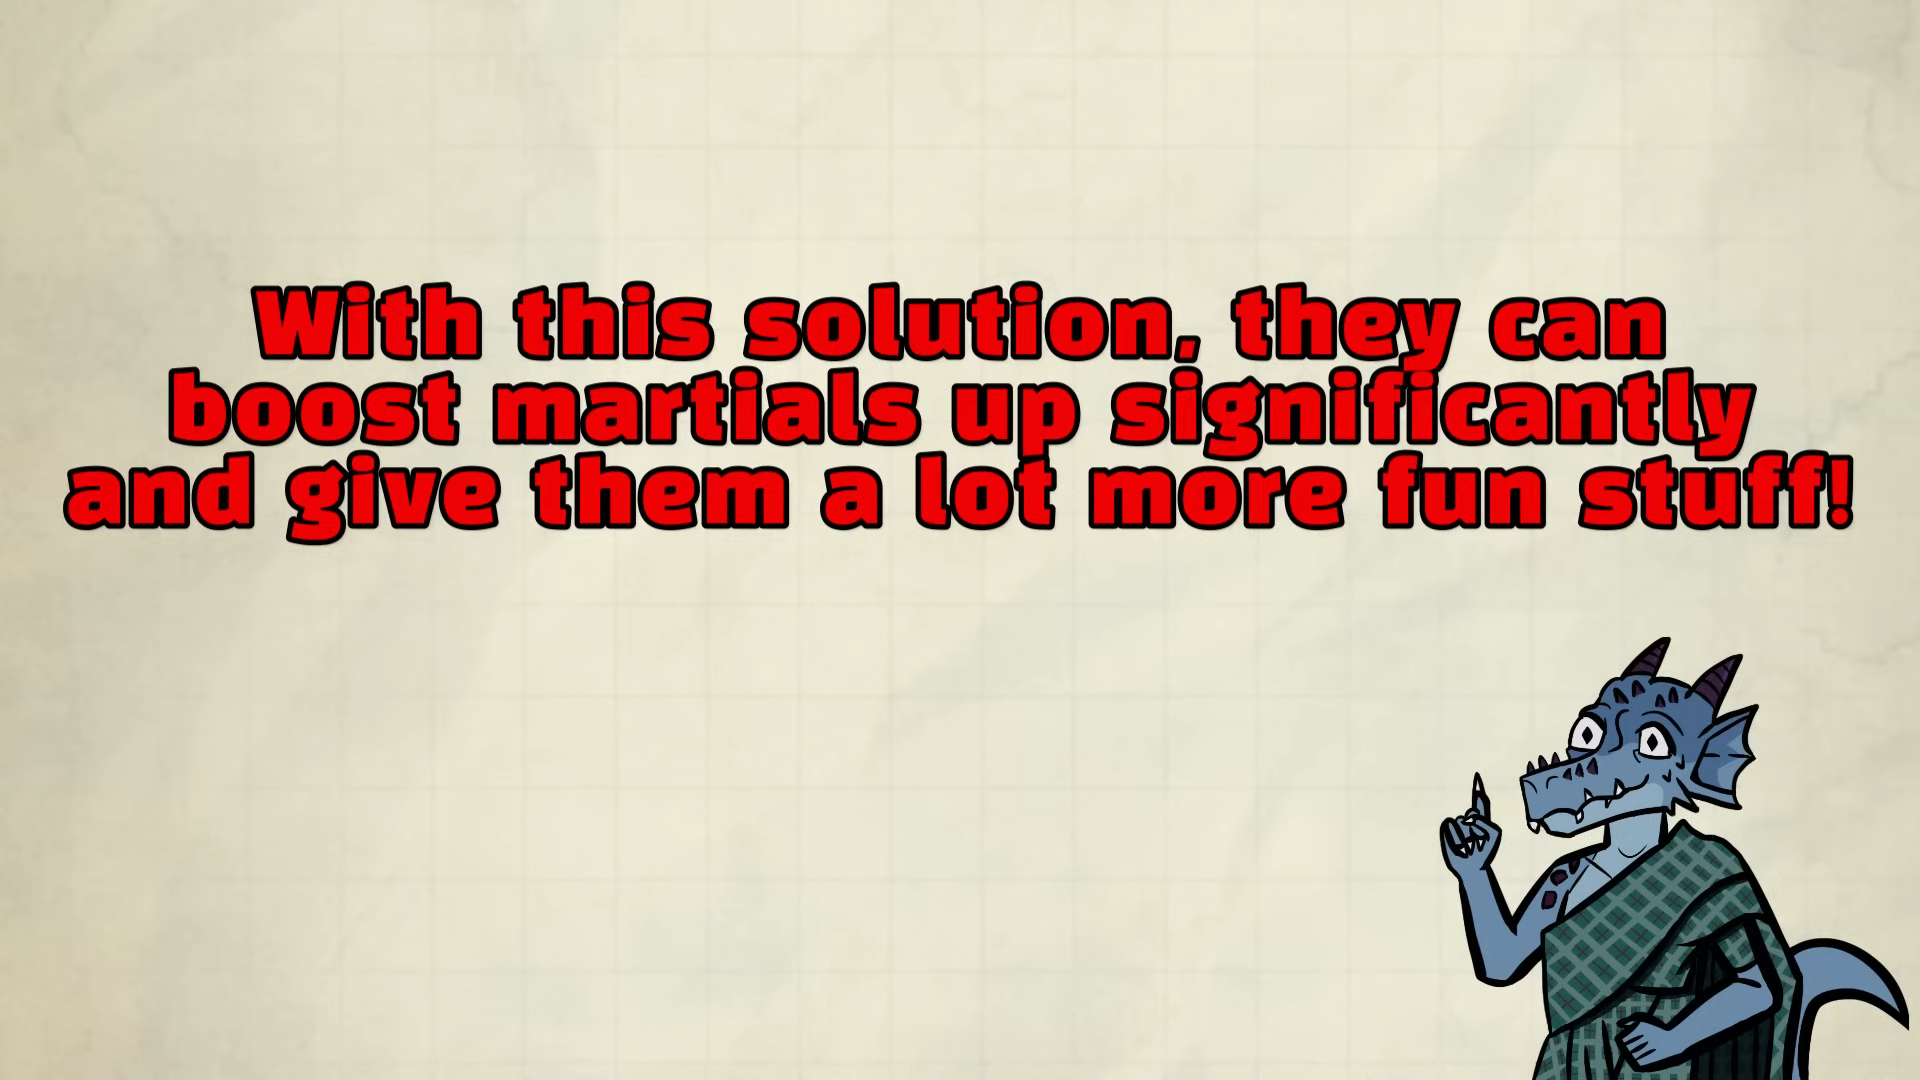 With this solution, they can
boost martials up significantly
and give them a lot more fun stuff!